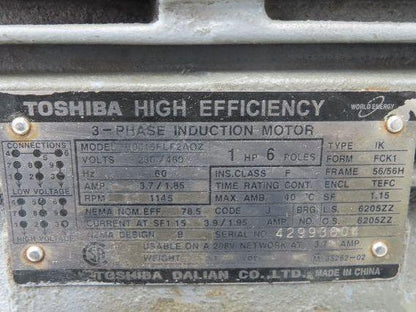 TOSHIBA HIGH EFFICIENCY
WORLD ENERGY
3-PHASE INDUCTION MOTOR
CONNECTIONS
LOW VOLTAGE
HIGH VOLTAGE
MODEL
VOLTS 230/460
Hz 60
AMP. 3.7/1.85
RPM 1145
1 HP 6 POLES
INS.CLASS F
TIME RATING CONT.
MAX. AMB. 40 °C
TYPE IK
FORM FCK1
FRAME 56/56H
ENCL TEFC
S.F. 1.15
NEMA NOM.EFF 78.5
CODE J
BRG. L.S. 6205ZZ
O.S. 6205ZZ
CURRENT AT SF1.15 3.9/1.95 AMP
NEMA DESIGN B
SERIAL NO.
USABLE ON A 208V NETWORK AT AMP
WEIGHT
TOSHIBA DALIAN CO., LTD.
MADE IN CHINA